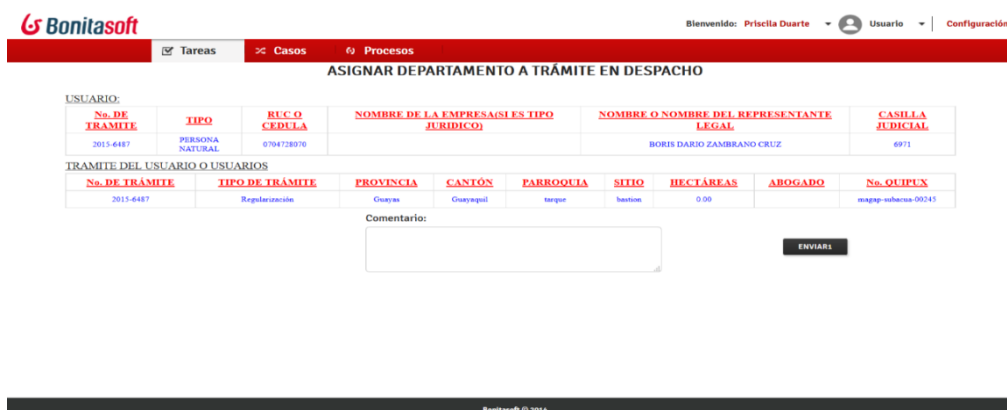 Bonitasoft
Bienvenido: Priscila Duarte Usuario Configuración
Tareas Casos Procesos
ASIGNAR DEPARTAMENTO A TRÁMITE EN DESPACHO
USUARIO:
No. DE TRAMITE TIPO RUC O CEDULA NOMBRE DE LA EMPRESA(SI ES TIPO JURIDICO) NOMBRE O NOMBRE DEL REPRESENTANTE LEGAL CASILLA JUDICIAL
2015-6487 PERSONA NATURAL 0704728070 BORIS DARIO ZAMBRANO CRUZ 6971
TRAMITE DEL USUARIO O USUARIOS
No. DE TRÁMITE TIPO DE TRÁMITE PROVINCIA CANTÓN PARROQUIA SITIO HECTÁREAS ABOGADO No. QUIPUX
2015-6487 Regularización Guayas Guayaquil tarque bastion 0.00 magap-subarsa-00245
Comentario:
ENVIAR1
Bonitasoft © 2014